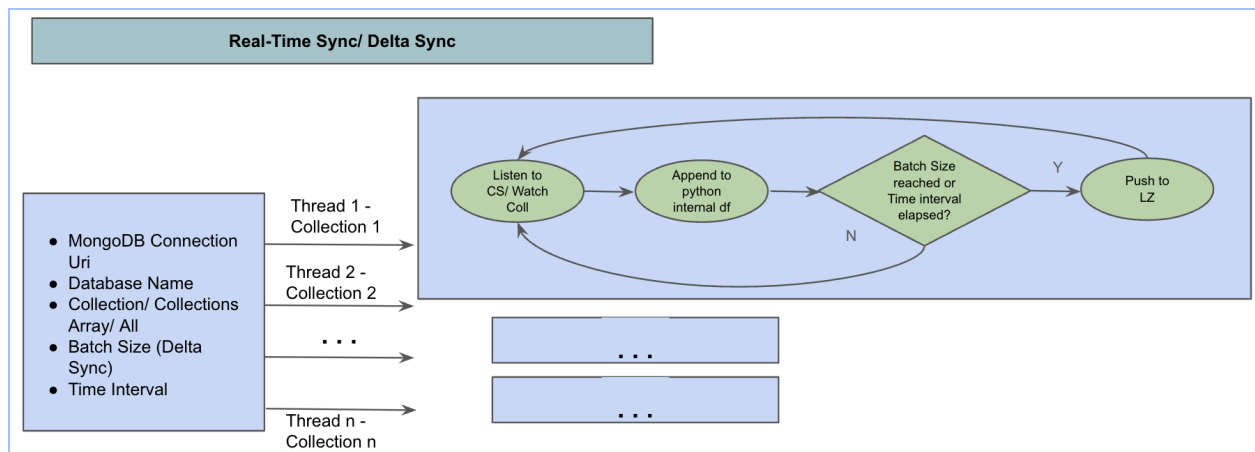 Real-Time Sync/ Delta Sync
● MongoDB Connection
Uri
● Database Name
● Collection/ Collections
Array/ All
● Batch Size (Delta
Sync)
● Time Interval
Thread 1 -
Collection 1
Thread 2 -
Collection 2
. . .
Thread n -
Collection n
Listen to
CS/ Watch
Coll
Append to
python
internal df
Batch Size
reached or
Time interval
elapsed?
Y
N
Push to
LZ
. . .
. . .